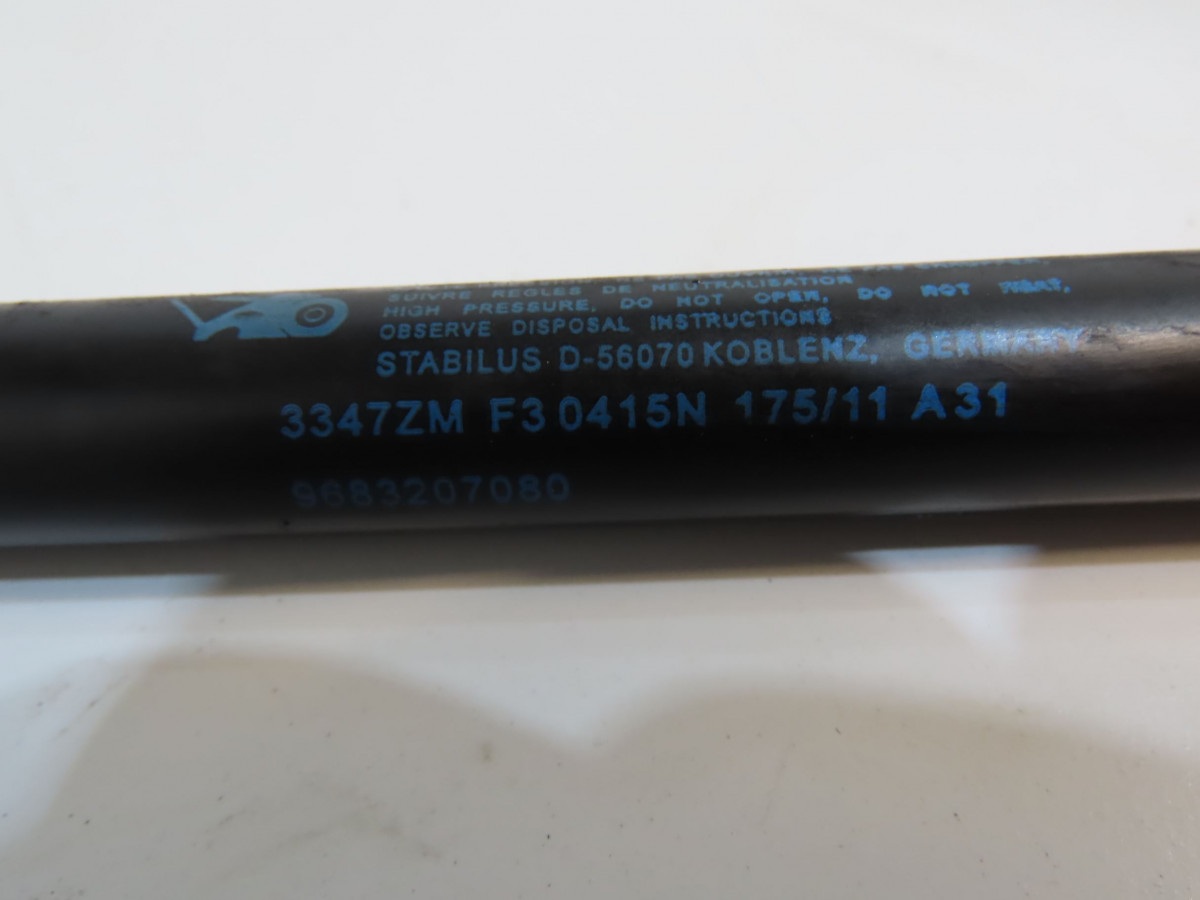 SUIVRE REGLES DE NEUTRALISATION
HIGH PRESSURE, DO NOT OPEN, DO NOT HEAT,
OBSERVE DISPOSAL INSTRUCTIONS
STABILUS D-56070 KOBLENZ, GERMANY
3347ZM F3 0415N 175/11 A31
9683207080